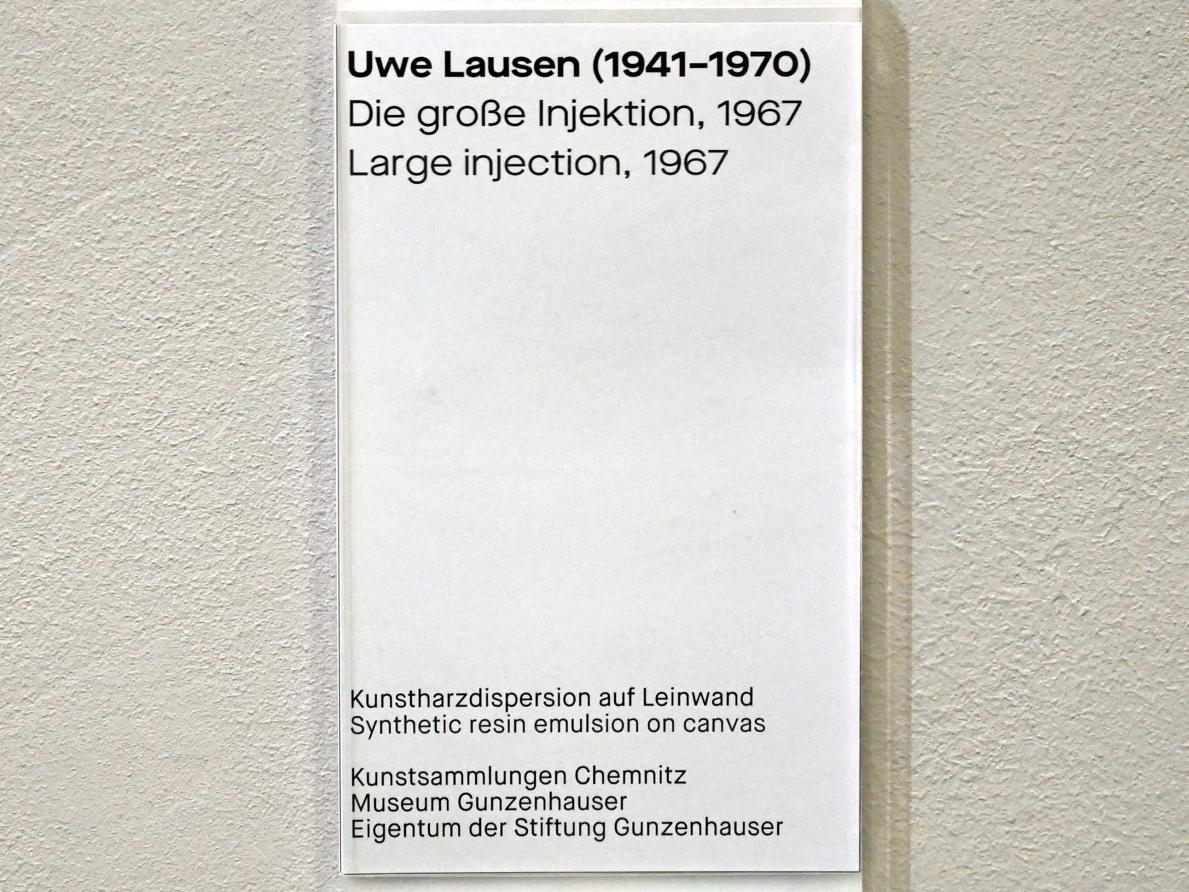 Uwe Lausen (1941–1970)
Die große Injektion, 1967
Large injection, 1967
Kunstharzdispersion auf Leinwand
Synthetic resin emulsion on canvas
Kunstsammlungen Chemnitz
Museum Gunzenhauser
Eigentum der Stiftung Gunzenhauser